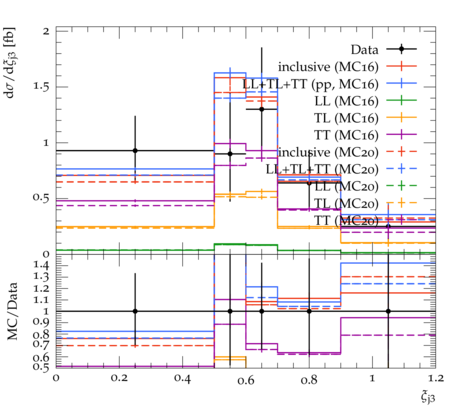 2
Data
inclusive (MC16)
LL+TL+TT (pp, MC16)
LL (MC16)
TL (MC16)
TT (MC16)
inclusive (MC20)
LL+TL+TT (MC20)
LL (MC20)
TL (MC20)
TT (MC20)
dσ/dξj3 [fb]
1.5
1
0.5
0
1.4
1.3
1.2
1.1
1
0.9
0.8
0.7
0.6
0.5
MC/Data
0 0.2 0.4 0.6 0.8 1 1.2
ξj3